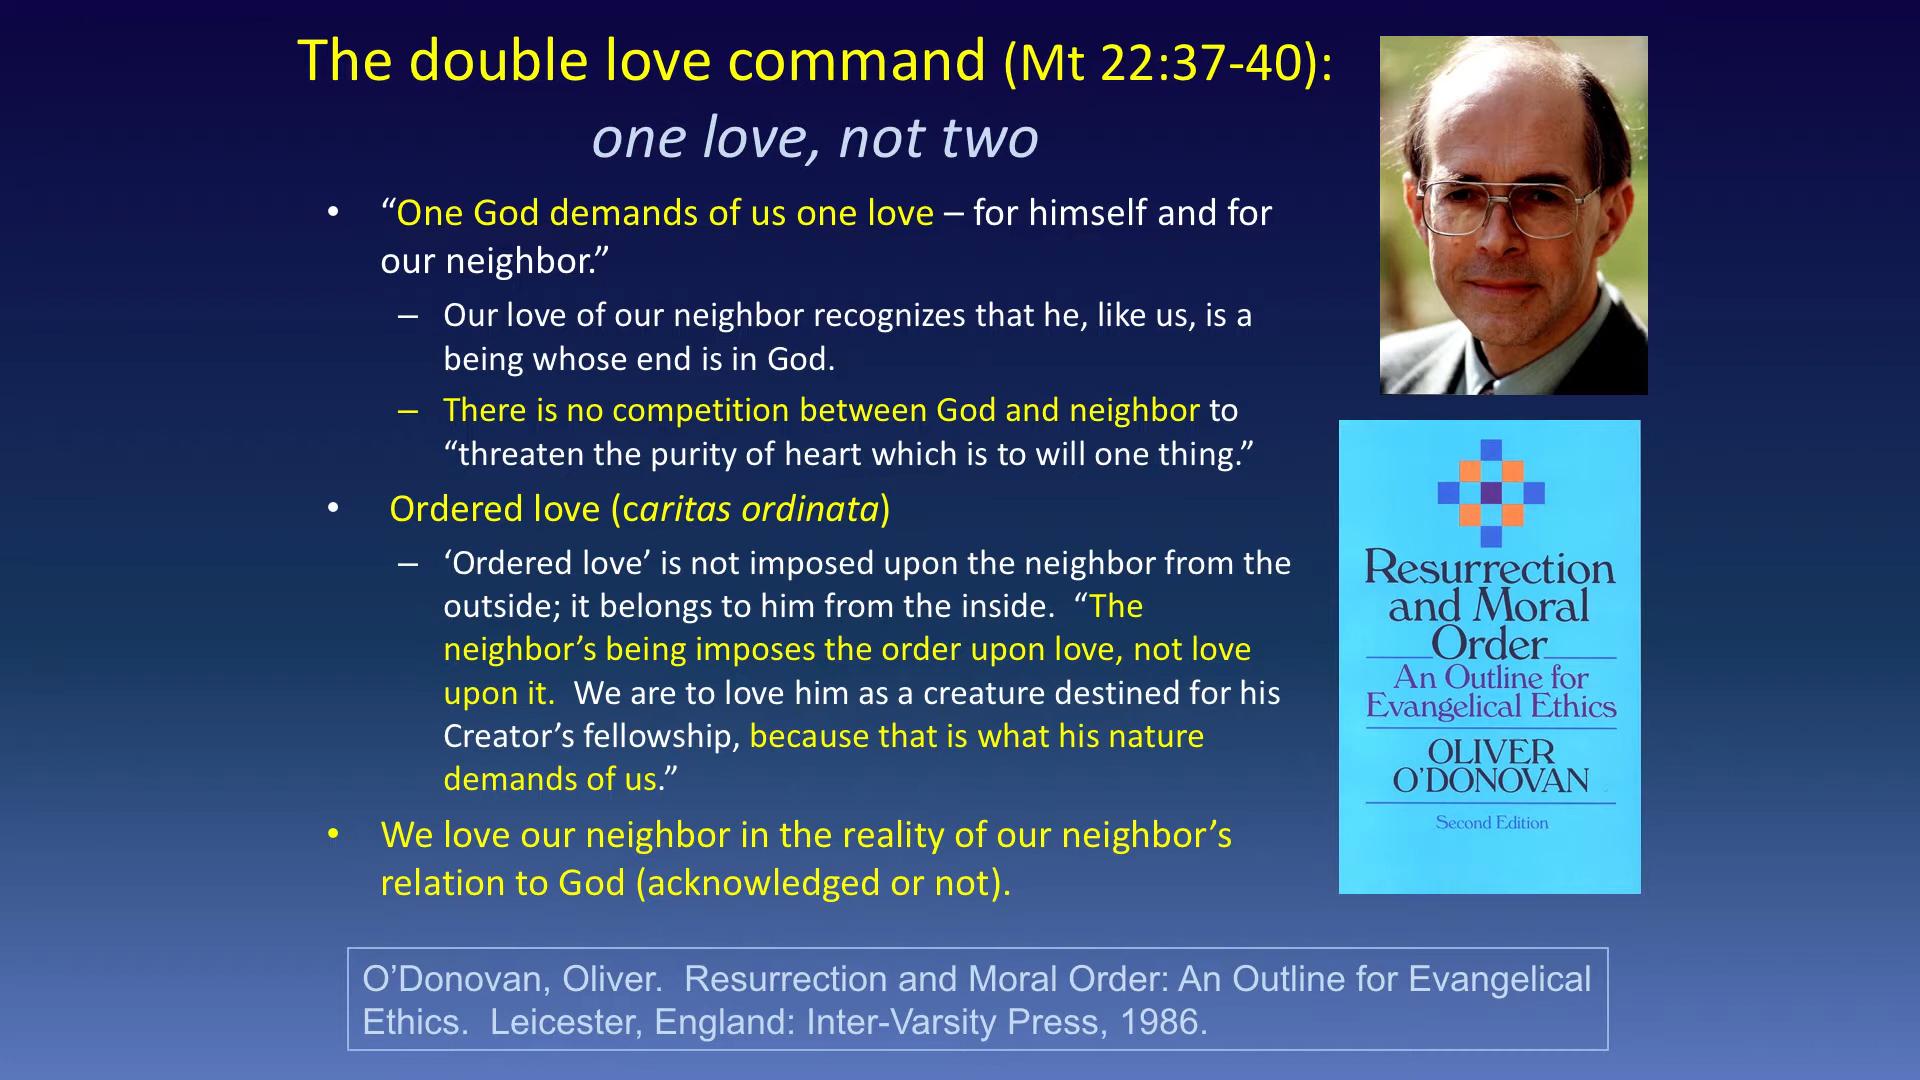 The double love command (Mt 22:37-40):
one love, not two
• “One God demands of us one love – for himself and for
our neighbor.”
– Our love of our neighbor recognizes that he, like us, is a
being whose end is in God.
– There is no competition between God and neighbor to
“threaten the purity of heart which is to will one thing.”
• Ordered love (caritas ordinata)
– ‘Ordered love’ is not imposed upon the neighbor from the
outside; it belongs to him from the inside.  “The
neighbor’s being imposes the order upon love, not love
upon it.  We are to love him as a creature destined for his
Creator’s fellowship, because that is what his nature
demands of us.”
• We love our neighbor in the reality of our neighbor’s
relation to God (acknowledged or not).
Resurrection
and Moral
Order
An Outline for
Evangelical Ethics
OLIVER
O’DONOVAN
Second Edition
O’Donovan, Oliver.  Resurrection and Moral Order: An Outline for Evangelical
Ethics.  Leicester, England: Inter-Varsity Press, 1986.